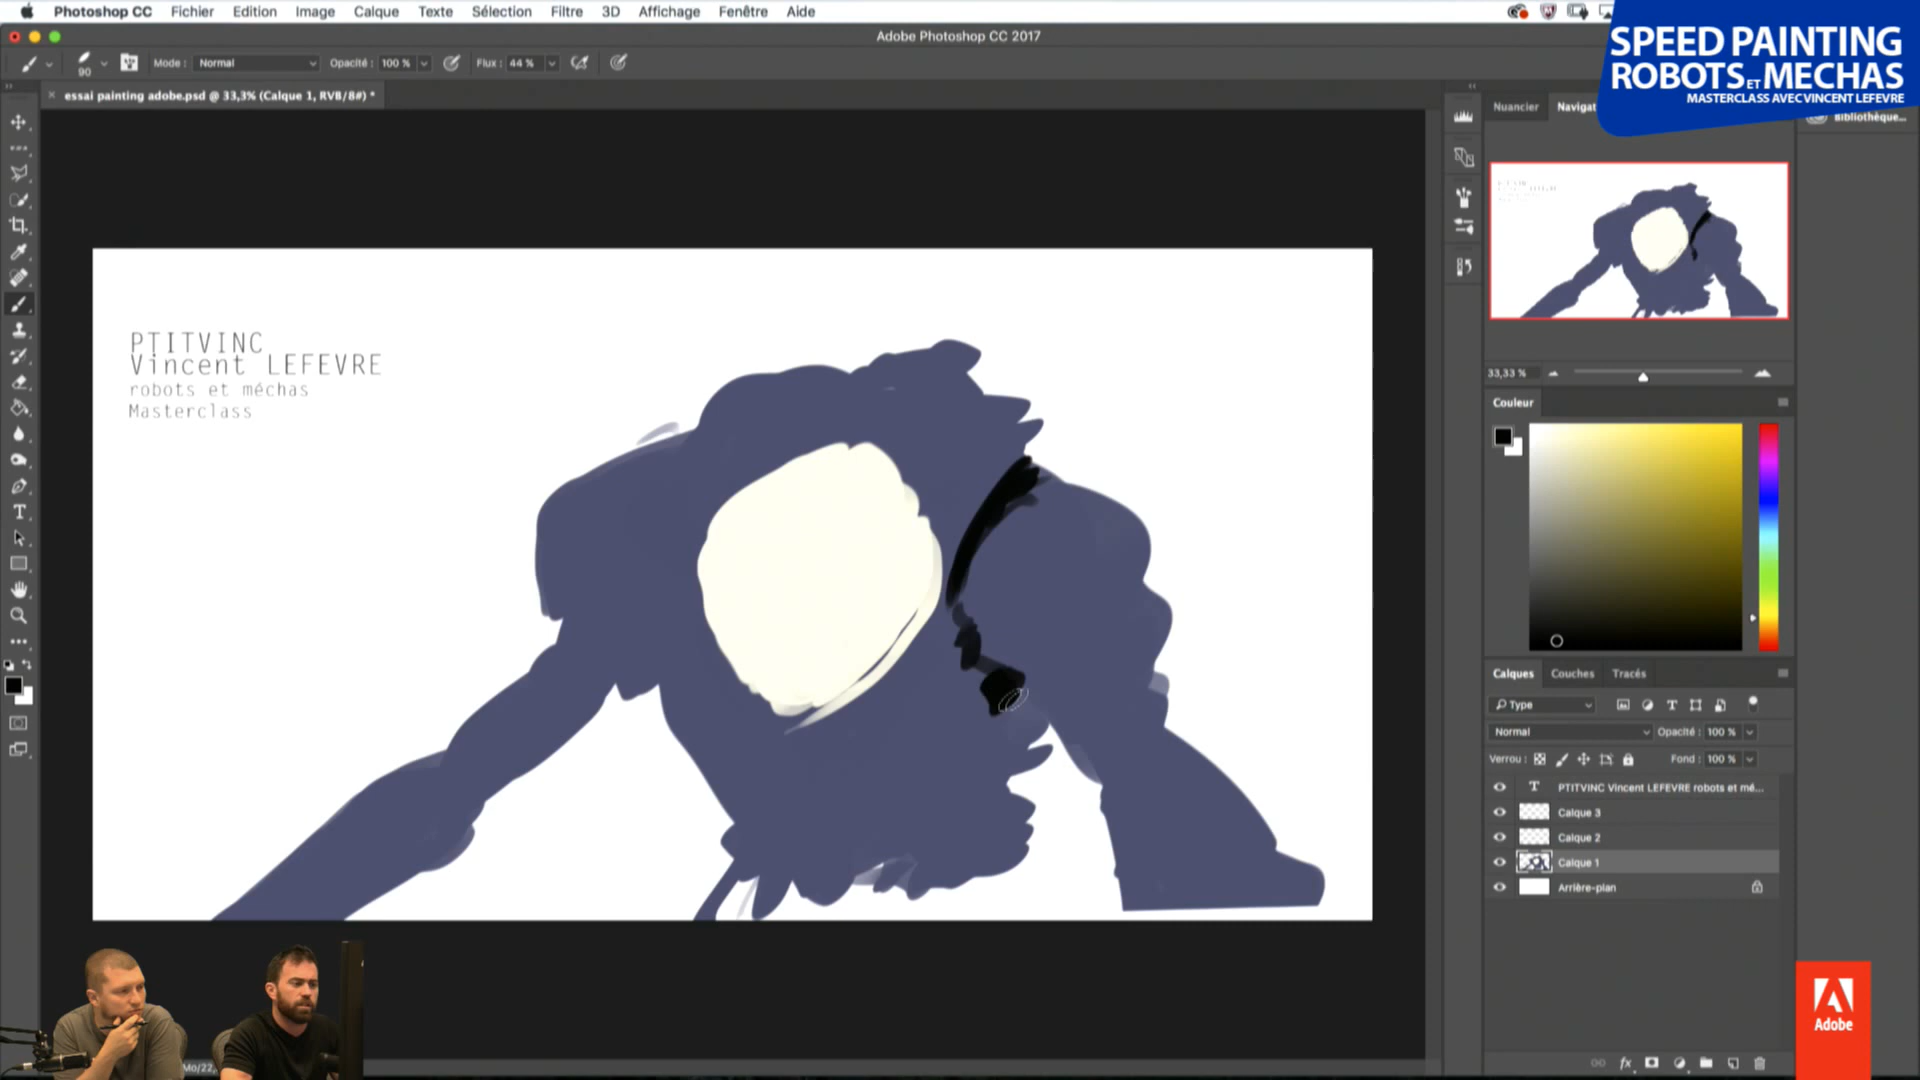 Photoshop CC Fichier Edition Image Calque Texte Sélection Filtre 3D Affichage Fenêtre Aide
Adobe Photoshop CC 2017
SPEED PAINTING
ROBOTS ET MECHAS
MASTERCLASS AVEC VINCENT LEFEVRE
90 Mode : Normal Opacité : 100 % Flux : 44 %
× essai painting adobe.psd @ 33,3% (Calque 1, RVB/8#) *
Nuancier Navigat
Bibliothèque...
PTITVINC
Vincent LEFEVRE
robots et méchas
Masterclass
33,33 %
Couleur
Calques Couches Tracés
Type
Normal Opacité : 100 %
Verrou : Fond : 100 %
PTITVINC Vincent LEFEVRE robots et mé...
Calque 3
Calque 2
Calque 1
Arrière-plan
Adobe
Mo/22,